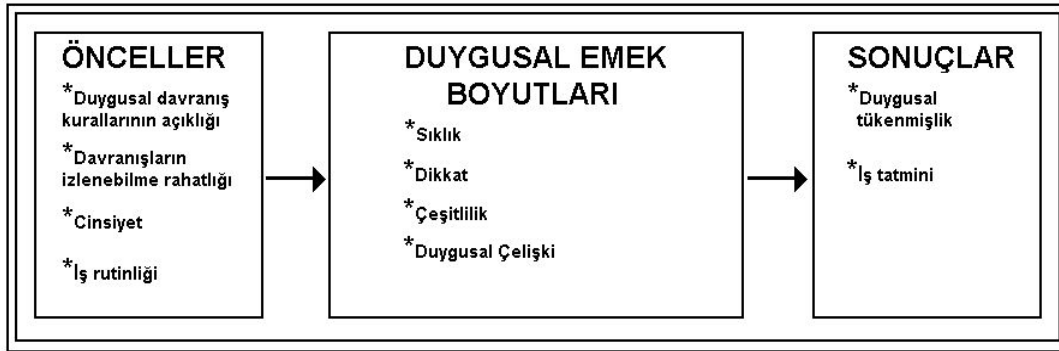 ÖNCELLER
*Duygusal davranış
kurallarının açıklığı
*Davranışların
izlenebilme rahatlığı
*Cinsiyet
*İş rutinliği
DUYGUSAL EMEK
BOYUTLARI
*Sıklık
*Dikkat
*Çeşitlilik
*Duygusal Çelişki
SONUÇLAR
*Duygusal
tükenmişlik
*İş tatmini